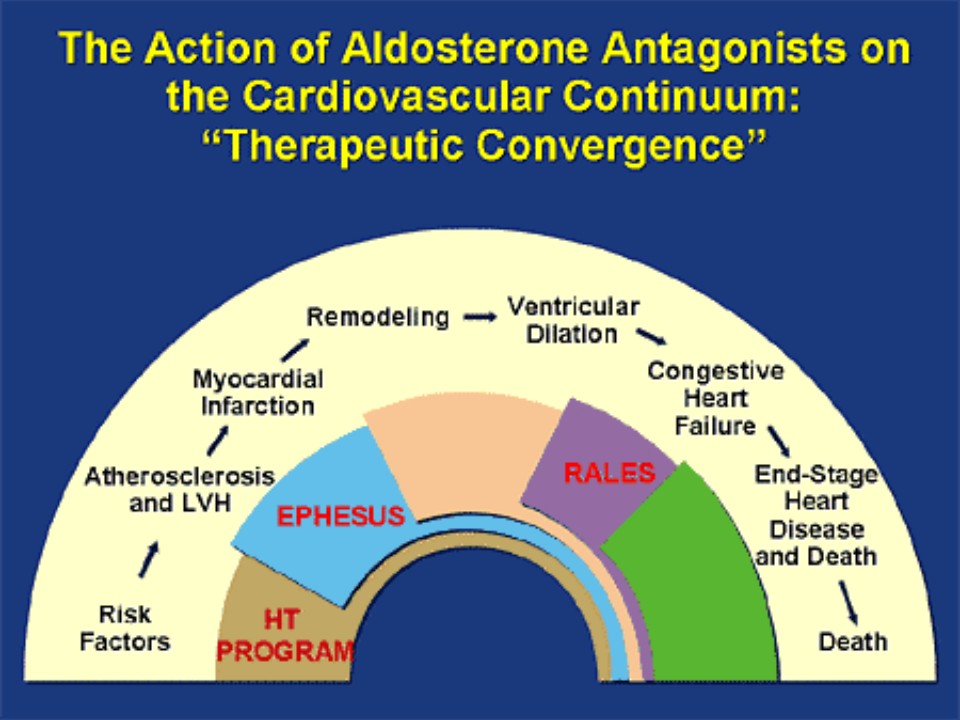 The Action of Aldosterone Antagonists on
the Cardiovascular Continuum:
“Therapeutic Convergence”
Remodeling
Ventricular
Dilation
Myocardial
Infarction
Congestive
Heart
Failure
Atherosclerosis
and LVH
End-Stage
Heart
Disease
and Death
Risk
Factors
Death
EPHESUS
RALES
HT
PROGRAM